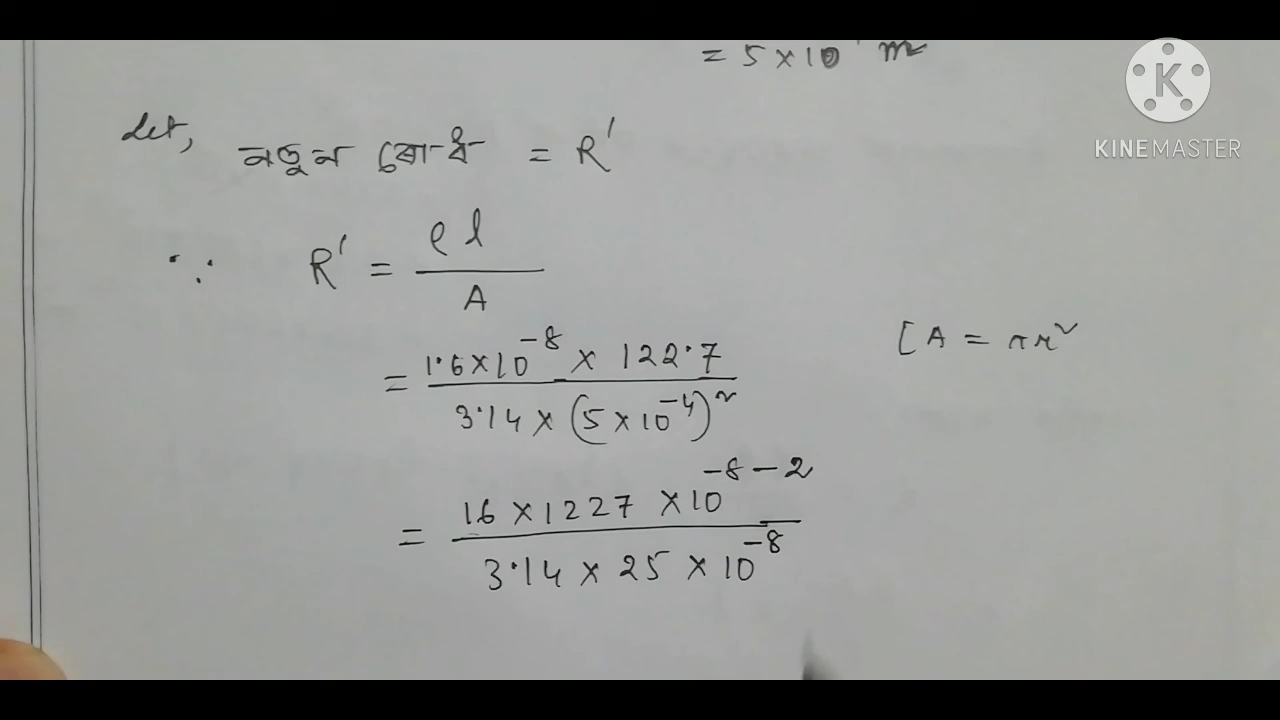 = 5 × 10 m
Let, নতুন ৰোধ = R′
∵ R′ = ρl / A
= 1.6×10⁻⁸ × 122.7 / 3.14 × (5 × 10⁻⁴)² [A = πr²
= 16 × 1227 × 10⁻⁸⁻² / 3.14 × 25 × 10⁻⁸
K
KINEMASTER